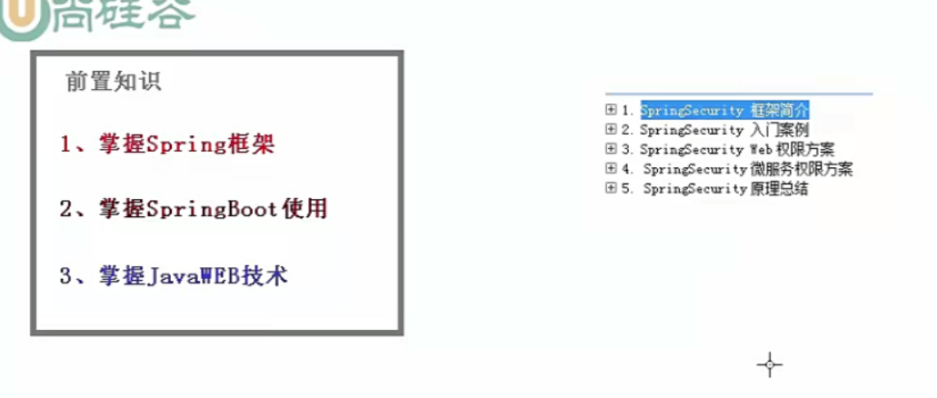 尚硅谷
前置知识
1、掌握Spring框架
2、掌握SpringBoot使用
3、掌握JavaWEB技术
1. SpringSecurity 框架简介
2. SpringSecurity 入门案例
3. SpringSecurity Web 权限方案
4. SpringSecurity 微服务权限方案
5. SpringSecurity 原理总结